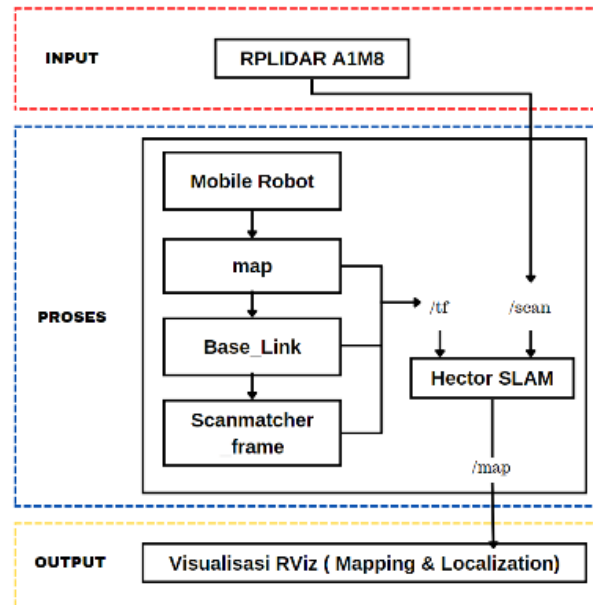 INPUT
RPLIDAR A1M8
PROSES
Mobile Robot
map
Base_Link
Scanmatcher
_frame
/tf
/scan
Hector SLAM
/map
OUTPUT
Visualisasi RViz ( Mapping & Localization)